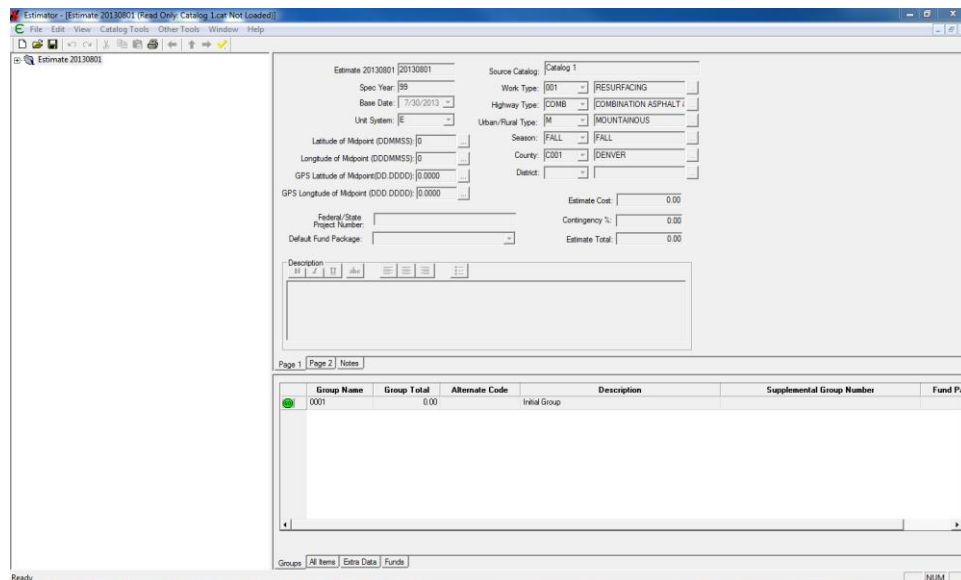 Estimator - [Estimate 20130801 (Read Only: Catalog 1.cat Not Loaded)]
File Edit View Catalog Tools Other Tools Window Help
Estimate 20130801
Estimate 20130801 20130801
Source Catalog: Catalog 1
Spec Year: 99
Work Type: 001 RESURFACING
Base Date: 7/30/2013
Highway Type: COMB COMBINATION ASPHALT
Unit System: E
Urban/Rural Type: M MOUNTAINOUS
Latitude of Midpoint (DDMMSS): 0 ...
Season: FALL FALL
Longitude of Midpoint (DDDMMSS): 0 ...
County: C001 DENVER
GPS Latitude of Midpoint(DD.DDDD): 0.0000 ...
District:
GPS Longitude of Midpoint (DDD.DDDD): 0.0000 ...
Estimate Cost: 0.00
Federal/State
Project Number:
Contingency %: 0.00
Default Fund Package:
Estimate Total: 0.00
Description
B I U abc
Page 1 Page 2 Notes
Group Name Group Total Alternate Code Description Supplemental Group Number Fund Pa
0001 0.00 Initial Group
Groups All Items Extra Data Funds
Ready NUM